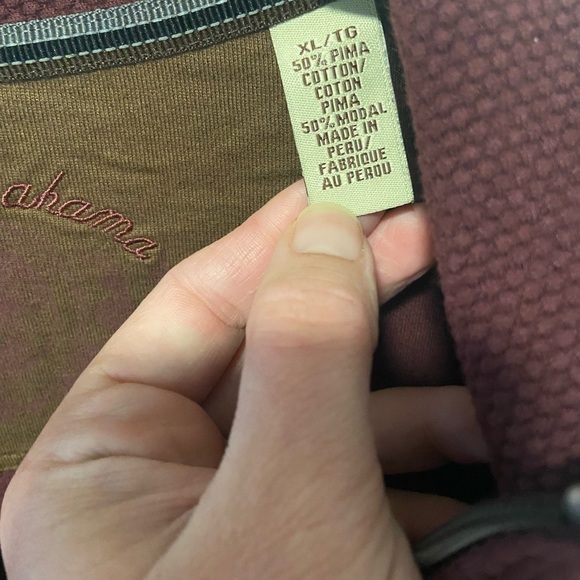 XL/TG
50% PIMA
COTTON/
COTON
PIMA
50% MODAL
MADE IN
PERU/
FABRIQUE
AU PEROU
ahama